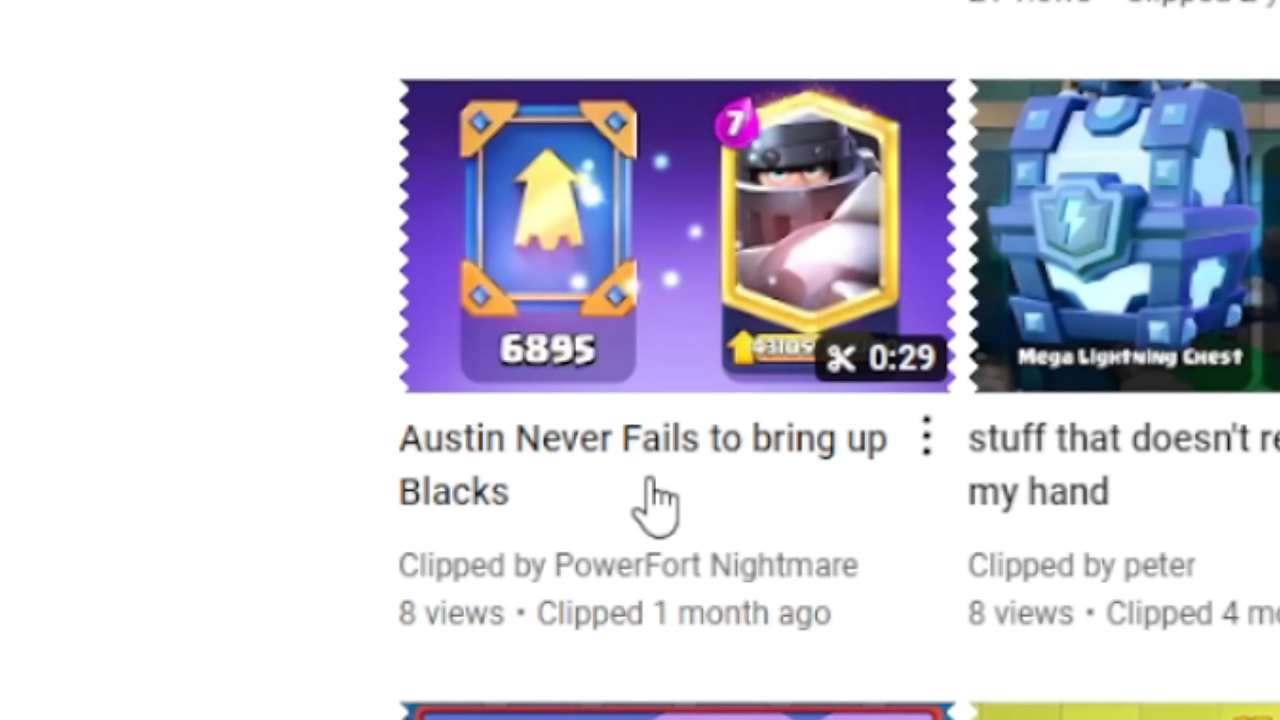 7
6895
0:29
Mega Lightning Chest
Austin Never Fails to bring up
Blacks
Clipped by PowerFort Nightmare
8 views • Clipped 1 month ago
stuff that doesn't
my hand
Clipped by peter
8 views • Clipped 4